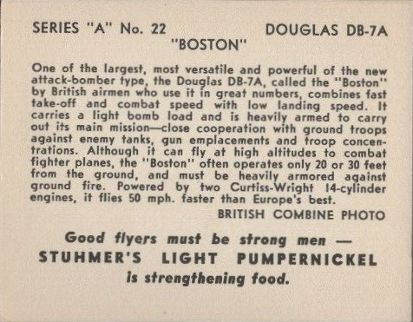 SERIES "A" No. 22 DOUGLAS DB-7A
"BOSTON"
One of the largest, most versatile and powerful of the new
attack-bomber type, the Douglas DB-7A, called the "Boston"
by British airmen who use it in great numbers, combines fast
take-off and combat speed with low landing speed. It
carries a light bomb load and is heavily armed to carry
out its main mission—close cooperation with ground troops
against enemy tanks, gun emplacements and troop concen-
trations. Although it can fly at high altitudes to combat
fighter planes, the "Boston" often operates only 20 or 30 feet
from the ground, and must be heavily armored against
ground fire. Powered by two Curtiss-Wright 14-cylinder
engines, it flies 50 mph. faster than Europe's best.
BRITISH COMBINE PHOTO
Good flyers must be strong men —
STUHMER'S LIGHT PUMPERNICKEL
is strengthening food.